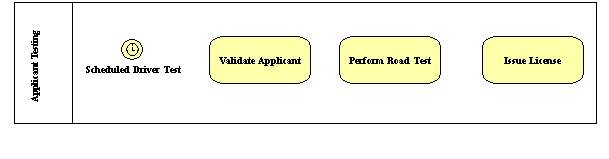 Applicant Testing
Scheduled Driver Test
Validate Applicant
Perform Road Test
Issue License